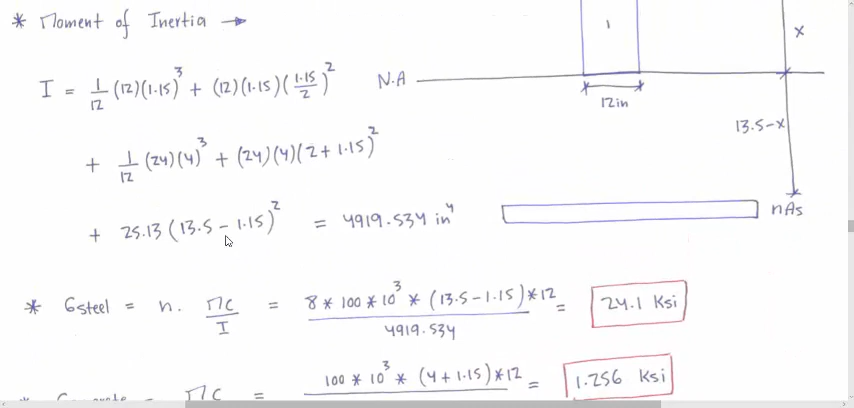 * Moment of Inertia →
1
x
I = 1/12 (12)(1.15)^3 + (12)(1.15)(1.15/2)^2
N.A
12in
13.5-x
+ 1/12 (24)(4)^3 + (24)(4)(2+1.15)^2
+ 25.13 (13.5 - 1.15)^2 = 4919.534 in^4
nAs
* 6steel = n. MC/I = 8 * 100 * 10^3 * (13.5-1.15) * 12 / 4919.534 = 24.1 Ksi
MC = 100 * 10^3 * (4+1.15) * 12 = 1.256 Ksi